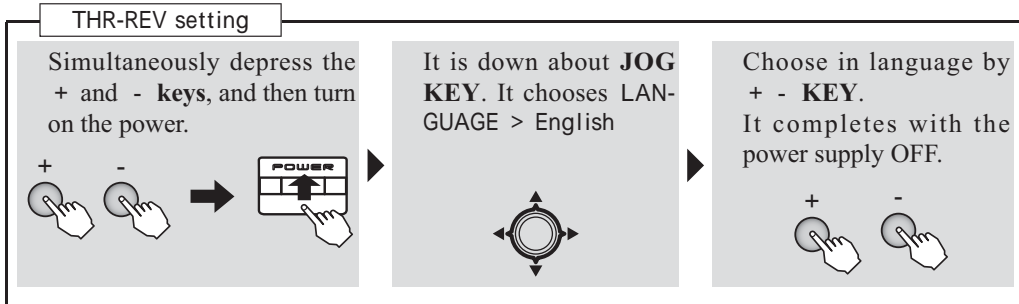 THR-REV setting
Simultaneously depress the
+ and - keys, and then turn
on the power.
+ -
POWER
It is down about JOG
KEY. It chooses LAN-
GUAGE > English
Choose in language by
+ - KEY.
It completes with the
power supply OFF.
+ -